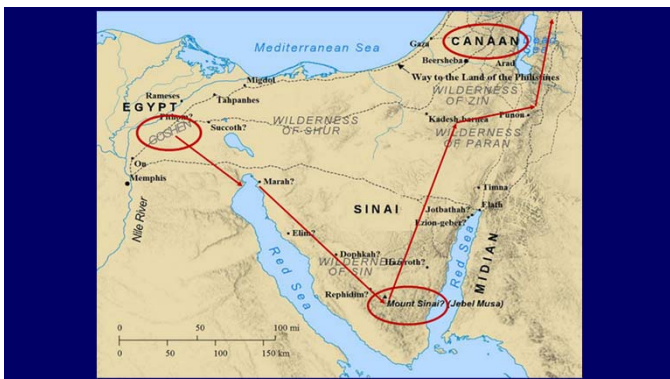 Mediterranean Sea
Gaza
CANAAN
Dead
Sea
Beersheba
Arad
Way to the Land of the Philistines
Migdol
WILDERNESS
OF ZIN
Rameses
Tahpanhes
EGYPT
Pithom?
GOSHEN
Succoth?
WILDERNESS
OF SHUR
Kadesh-barnea
Punon
WILDERNESS
OF PARAN
On
Memphis
Marah?
Timna
SINAI
Jotbathah?
Elath
Ezion-geber?
Nile River
Elim?
Dophkah?
WILDERNESS
OF SIN
Hazeroth?
Red Sea
Red Sea
MIDIAN
Rephidim?
Mount Sinai? (Jebel Musa)
0 50 100 mi
0 50 100 150 km